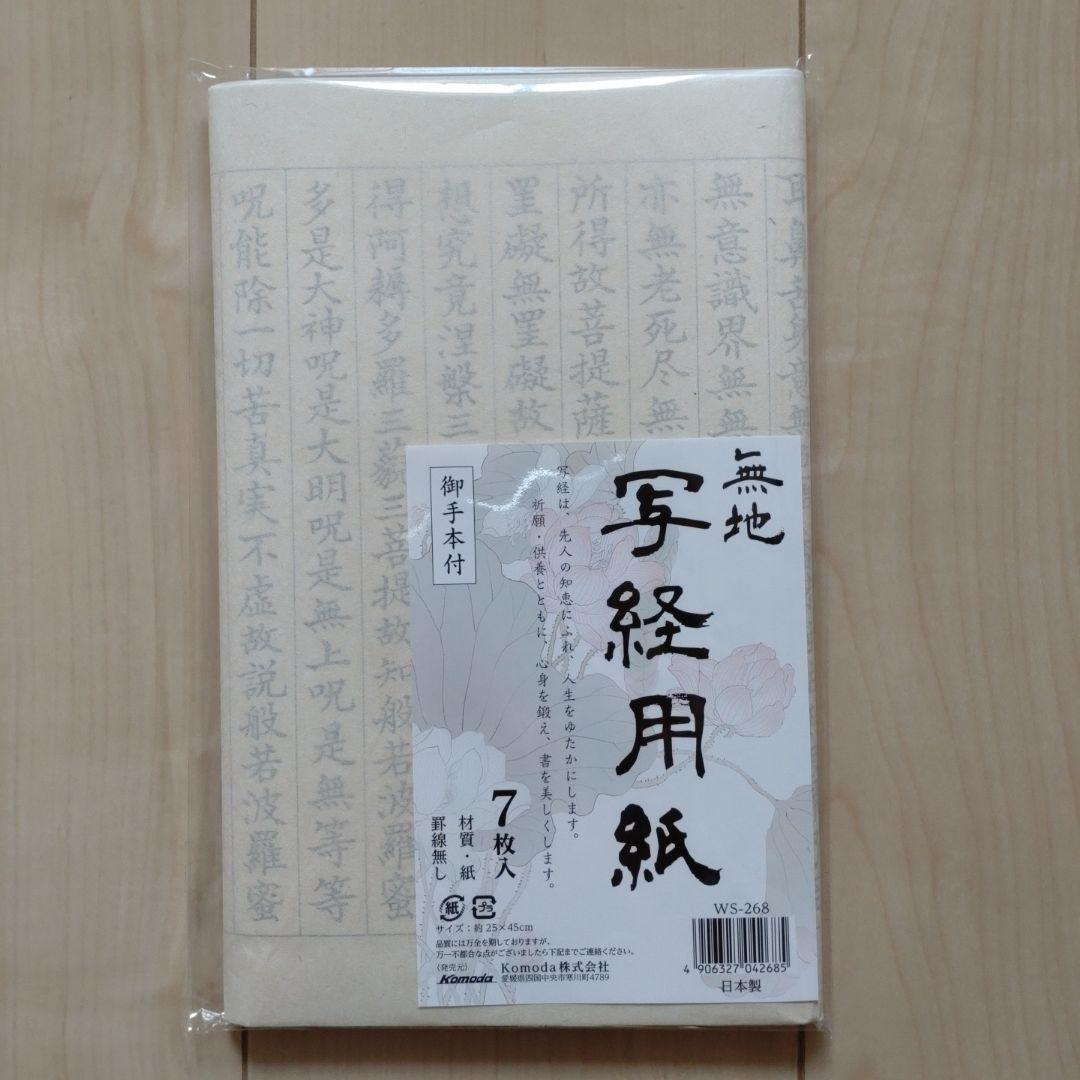 無意識界無無
亦無老死尽無
所得故菩提薩
罣礙無罣礙故
想究竟涅槃三
得阿耨多羅三藐三菩提故知般若波羅蜜
多是大神呪是大明呪是無上呪是無等等
呪能除一切苦真実不虚故説般若波羅蜜
無地
写経用紙
写経は、先人の知恵にふれ、人生をゆたかにします。
祈願・供養とともに、心身を鍛え、書を美しくします。
御手本付
7枚入
材質・紙
罫線無し
紙
プラ
サイズ：約25×45cm
品質には万全を期しておりますが、
万一不都合な点がございましたら下記までご連絡ください。
〈発売元〉
Komoda
Komoda株式会社
愛媛県四国中央市寒川町4789
WS-268
4 906327 042685
日本製